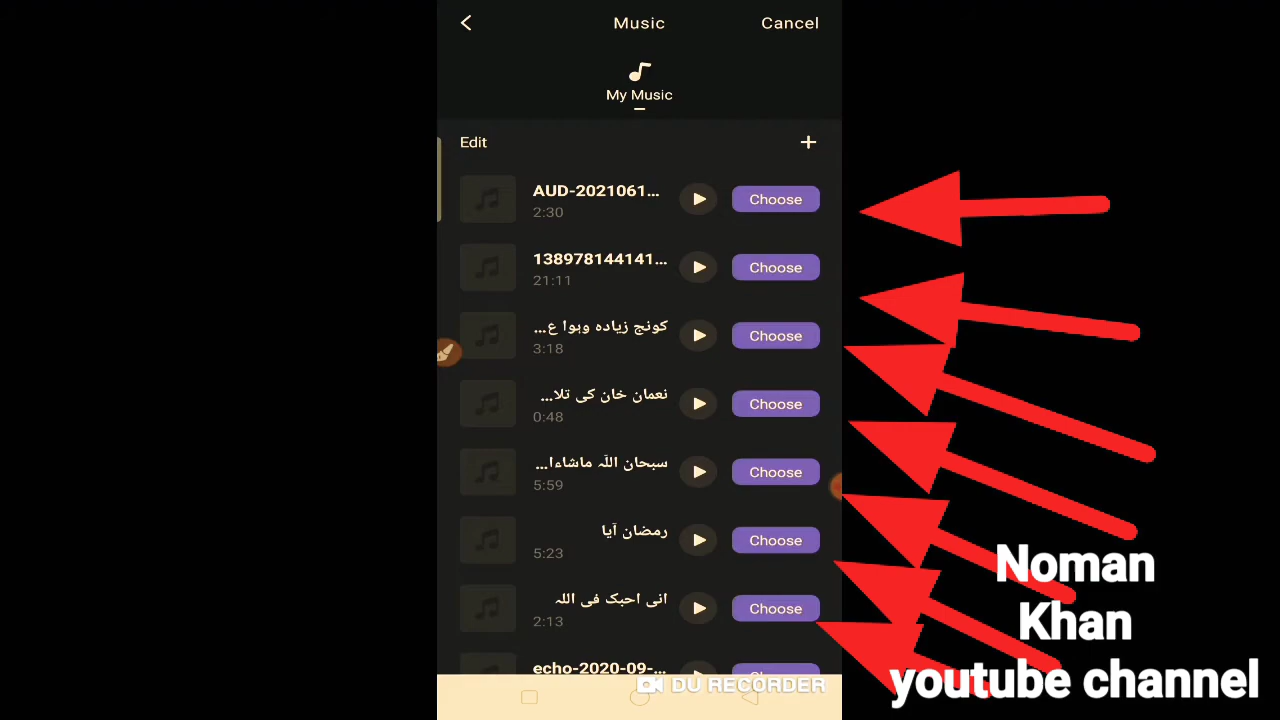 Music
Cancel
My Music
Edit
AUD-2021061...
2:30
Choose
138978144141...
21:11
Choose
کونج زیادہ وہوا ع...
3:18
Choose
نعمان خان کی تلا...
0:48
Choose
سبحان اللّہ ماشاءا...
5:59
Choose
رمضان آیا
5:23
Choose
انی احبک فی اللہ
2:13
Choose
echo-2020-09-...
DU RECORDER
Noman
Khan
youtube channel